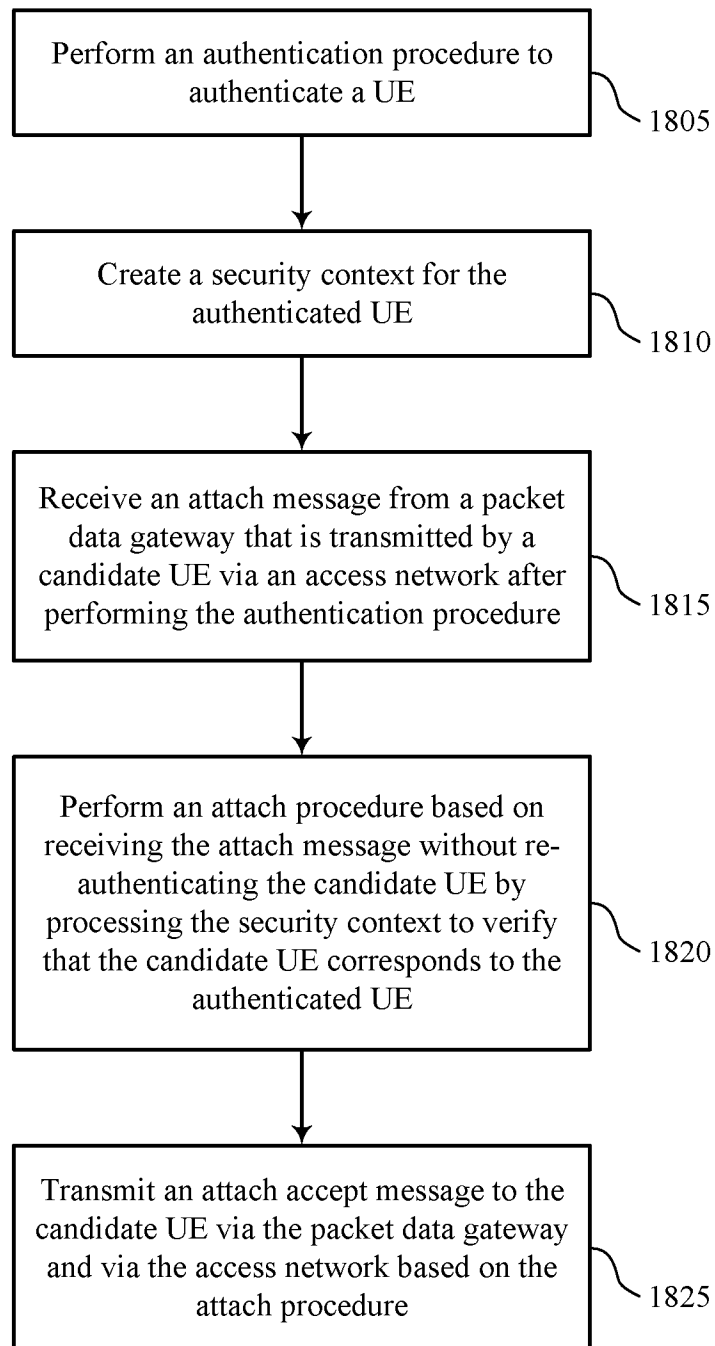 Perform an authentication procedure to
authenticate a UE
1805
Create a security context for the
authenticated UE
1810
Receive an attach message from a packet
data gateway that is transmitted by a
candidate UE via an access network after
performing the authentication procedure
1815
Perform an attach procedure based on
receiving the attach message without re-
authenticating the candidate UE by
processing the security context to verify
that the candidate UE corresponds to the
authenticated UE
1820
Transmit an attach accept message to the
candidate UE via the packet data gateway
and via the access network based on the
attach procedure
1825